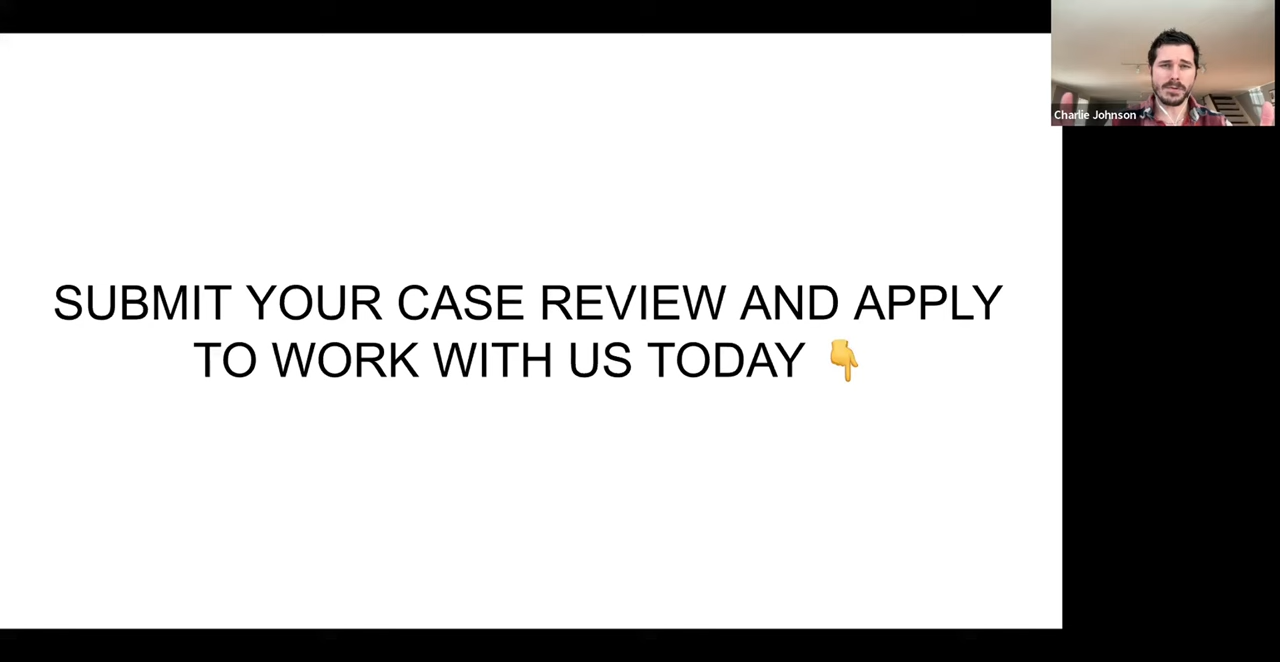 Charlie Johnson
SUBMIT YOUR CASE REVIEW AND APPLY
TO WORK WITH US TODAY 👇